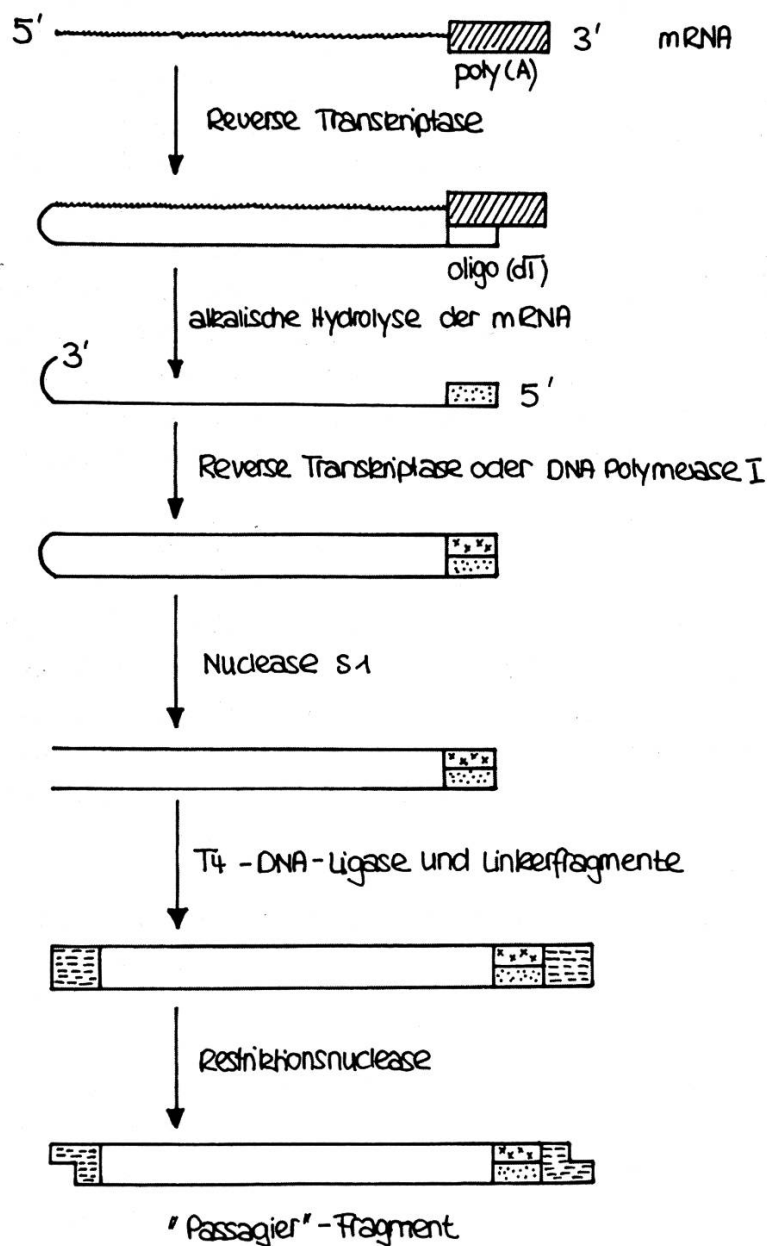 5' 3' mRNA
poly(A)
Reverse Transkriptase
oligo(dT)
alkalische Hydrolyse der mRNA
3'
5'
Reverse Transkriptase oder DNA Polymerase I
Nuclease S1
T4-DNA-Ligase und Linkerfragmente
Restriktionsnuclease
"Passagier"-Fragment